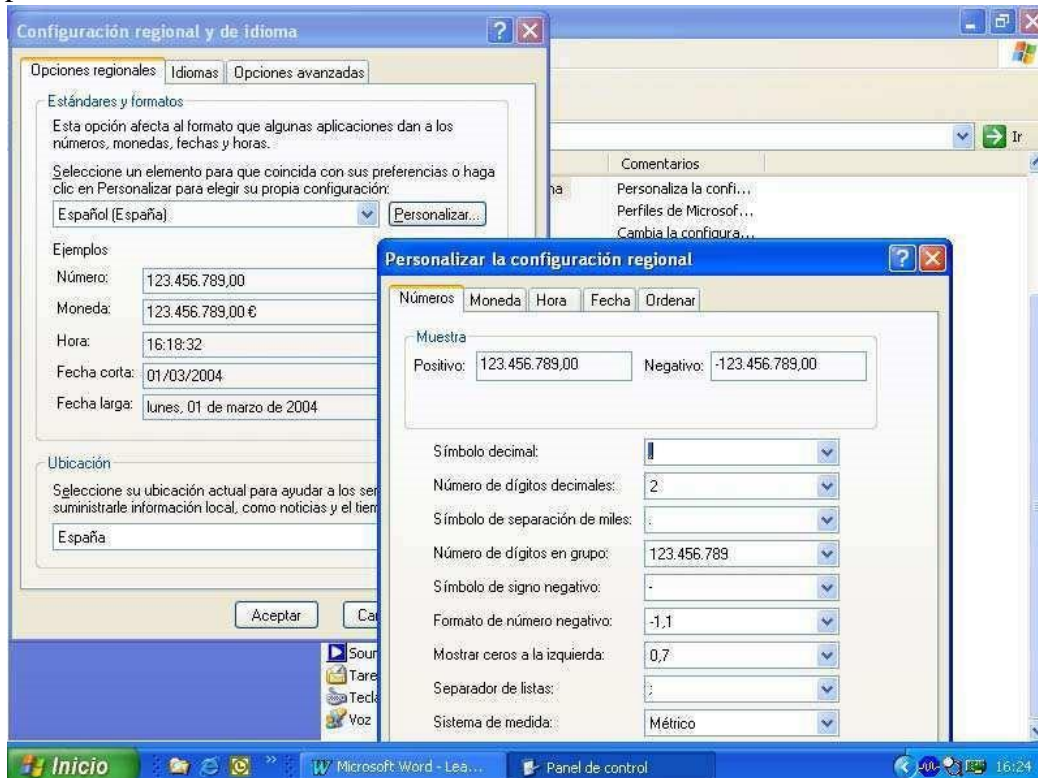 Configuración regional y de idioma
Opciones regionales Idiomas Opciones avanzadas
Estándares y formatos
Esta opción afecta al formato que algunas aplicaciones dan a los
números, monedas, fechas y horas.
Seleccione un elemento para que coincida con sus preferencias o haga
clic en Personalizar para elegir su propia configuración:
Español (España) Personalizar...
Ejemplos
Número: 123.456.789,00
Moneda: 123.456.789,00 €
Hora: 16:18:32
Fecha corta: 01/03/2004
Fecha larga: lunes, 01 de marzo de 2004
Ubicación
Seleccione su ubicación actual para ayudar a los ser
suministrarle información local, como noticias y el tiem
España
Aceptar Ca
Ir
Comentarios
na Personaliza la confi...
Perfiles de Microsof...
Cambia la configura...
Personalizar la configuración regional
Números Moneda Hora Fecha Ordenar
Muestra
Positivo: 123.456.789,00 Negativo: -123.456.789,00
Símbolo decimal:
Número de dígitos decimales: 2
Símbolo de separación de miles: .
Número de dígitos en grupo: 123.456.789
Símbolo de signo negativo: -
Formato de número negativo: -1,1
Mostrar ceros a la izquierda: 0,7
Separador de listas: ;
Sistema de medida: Métrico
Sour
Tare
Tecla
Voz
Inicio » Microsoft Word - Lea... Panel de control 16:24